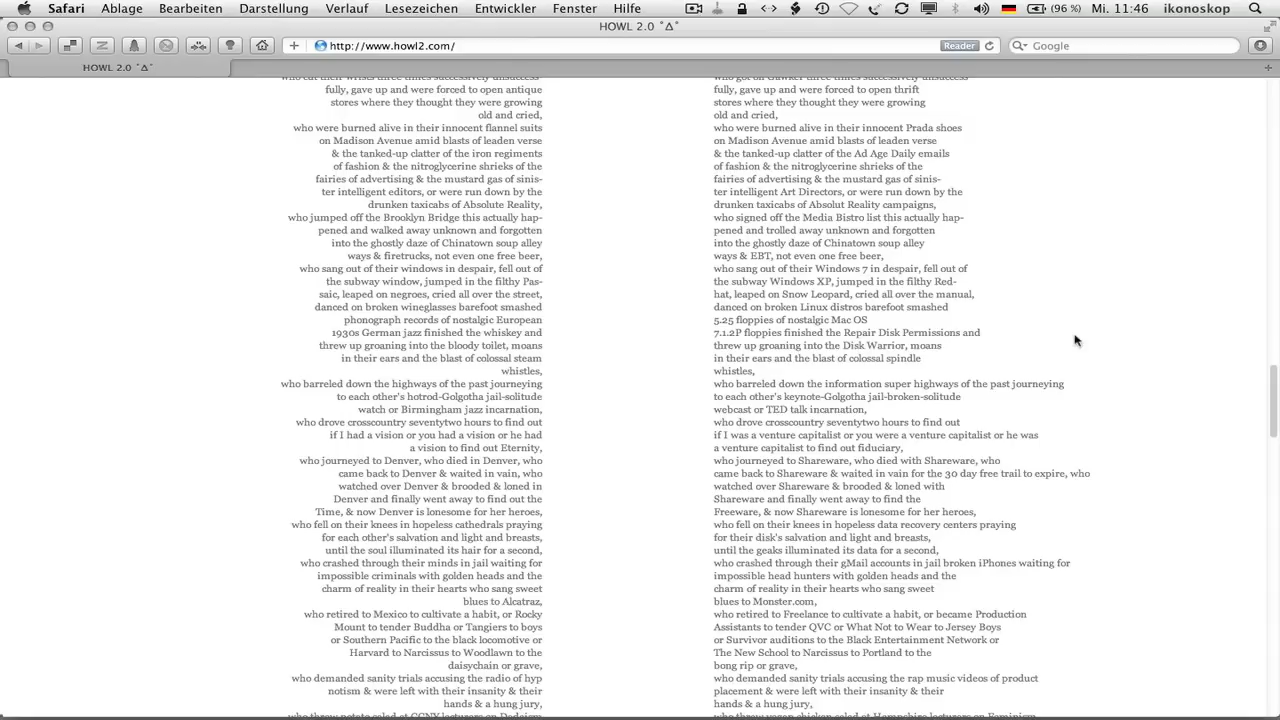 Safari Ablage Bearbeiten Darstellung Verlauf Lesezeichen Entwickler Fenster Hilfe (96 %) Mi. 11:46 ikonoskop
HOWL 2.0 ˚∆˚
http://www.howl2.com/ Reader Google
HOWL 2.0 ˚∆˚
who cut their wrists three times successively unsuccess
fully, gave up and were forced to open antique
stores where they thought they were growing
old and cried,
who were burned alive in their innocent flannel suits
on Madison Avenue amid blasts of leaden verse
& the tanked-up clatter of the iron regiments
of fashion & the nitroglycerine shrieks of the
fairies of advertising & the mustard gas of sinis-
ter intelligent editors, or were run down by the
drunken taxicabs of Absolute Reality,
who jumped off the Brooklyn Bridge this actually hap-
pened and walked away unknown and forgotten
into the ghostly daze of Chinatown soup alley
ways & firetrucks, not even one free beer,
who sang out of their windows in despair, fell out of
the subway window, jumped in the filthy Pas-
saic, leaped on negroes, cried all over the street,
danced on broken wineglasses barefoot smashed
phonograph records of nostalgic European
1930s German jazz finished the whiskey and
threw up groaning into the bloody toilet, moans
in their ears and the blast of colossal steam
whistles,
who barreled down the highways of the past journeying
to each other's hotrod-Golgotha jail-solitude
watch or Birmingham jazz incarnation,
who drove crosscountry seventytwo hours to find out
if I had a vision or you had a vision or he had
a vision to find out Eternity,
who journeyed to Denver, who died in Denver, who
came back to Denver & waited in vain, who
watched over Denver & brooded & loned in
Denver and finally went away to find out the
Time, & now Denver is lonesome for her heroes,
who fell on their knees in hopeless cathedrals praying
for each other's salvation and light and breasts,
until the soul illuminated its hair for a second,
who crashed through their minds in jail waiting for
impossible criminals with golden heads and the
charm of reality in their hearts who sang sweet
blues to Alcatraz,
who retired to Mexico to cultivate a habit, or Rocky
Mount to tender Buddha or Tangiers to boys
or Southern Pacific to the black locomotive or
Harvard to Narcissus to Woodlawn to the
daisychain or grave,
who demanded sanity trials accusing the radio of hyp
notism & were left with their insanity & their
hands & a hung jury,
who threw potato salad at CCNY lecturers on Dadaism
who got on Gawker three times successively unsuccess
fully, gave up and were forced to open thrift
stores where they thought they were growing
old and cried,
who were burned alive in their innocent Prada shoes
on Madison Avenue amid blasts of leaden verse
& the tanked-up clatter of the Ad Age Daily emails
of fashion & the nitroglycerine shrieks of the
fairies of advertising & the mustard gas of sinis-
ter intelligent Art Directors, or were run down by the
drunken taxicabs of Absolut Reality campaigns,
who signed off the Media Bistro list this actually hap-
pened and trolled away unknown and forgotten
into the ghostly daze of Chinatown soup alley
ways & EBT, not even one free beer,
who sang out of their Windows 7 in despair, fell out of
the subway Windows XP, jumped in the filthy Red-
hat, leaped on Snow Leopard, cried all over the manual,
danced on broken Linux distros barefoot smashed
5.25 floppies of nostalgic Mac OS
7.1.2P floppies finished the Repair Disk Permissions and
threw up groaning into the Disk Warrior, moans
in their ears and the blast of colossal spindle
whistles,
who barreled down the information super highways of the past journeying
to each other's keynote-Golgotha jail-broken-solitude
webcast or TED talk incarnation,
who drove crosscountry seventytwo hours to find out
if I was a venture capitalist or you were a venture capitalist or he was
a venture capitalist to find out fiduciary,
who journeyed to Shareware, who died with Shareware, who
came back to Shareware & waited in vain for the 30 day free trail to expire, who
watched over Shareware & brooded & loned with
Shareware and finally went away to find the
Freeware, & now Shareware is lonesome for her heroes,
who fell on their knees in hopeless data recovery centers praying
for their disk's salvation and light and breasts,
until the geaks illuminated its data for a second,
who crashed through their gMail accounts in jail broken iPhones waiting for
impossible head hunters with golden heads and the
charm of reality in their hearts who sang sweet
blues to Monster.com,
who retired to Freelance to cultivate a habit, or became Production
Assistants to tender QVC or What Not to Wear to Jersey Boys
or Survivor auditions to the Black Entertainment Network or
The New School to Narcissus to Portland to the
bong rip or grave,
who demanded sanity trials accusing the rap music videos of product
placement & were left with their insanity & their
hands & a hung jury,
who threw vegan chicken salad at Hampshire lecturers on Feminism